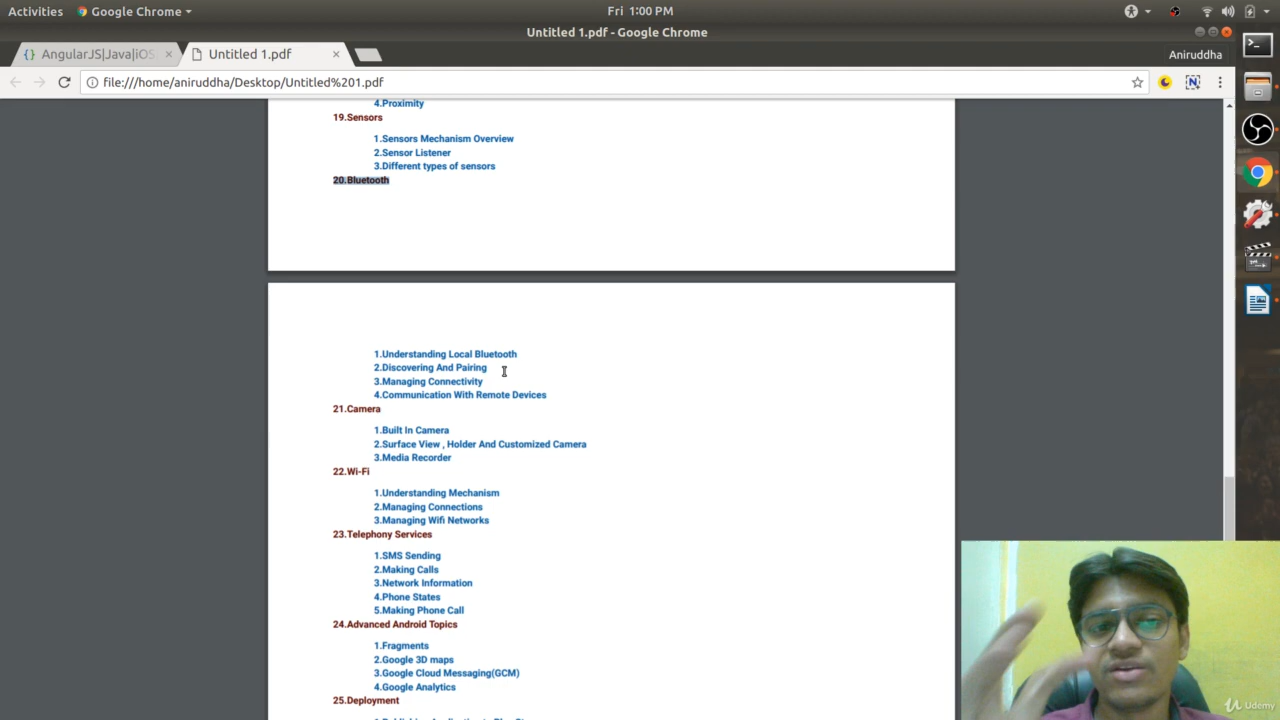 Activities
Google Chrome
Fri 1:00 PM
Untitled 1.pdf - Google Chrome
{} AngularJS|Java|iOS
Untitled 1.pdf
Aniruddha
file:///home/aniruddha/Desktop/Untitled%201.pdf
4.Proximity
19.Sensors
1.Sensors Mechanism Overview
2.Sensor Listener
3.Different types of sensors
20.Bluetooth
1.Understanding Local Bluetooth
2.Discovering And Pairing
3.Managing Connectivity
4.Communication With Remote Devices
21.Camera
1.Built In Camera
2.Surface View , Holder And Customized Camera
3.Media Recorder
22.Wi-Fi
1.Understanding Mechanism
2.Managing Connections
3.Managing Wifi Networks
23.Telephony Services
1.SMS Sending
2.Making Calls
3.Network Information
4.Phone States
5.Making Phone Call
24.Advanced Android Topics
1.Fragments
2.Google 3D maps
3.Google Cloud Messaging(GCM)
4.Google Analytics
25.Deployment
Udemy